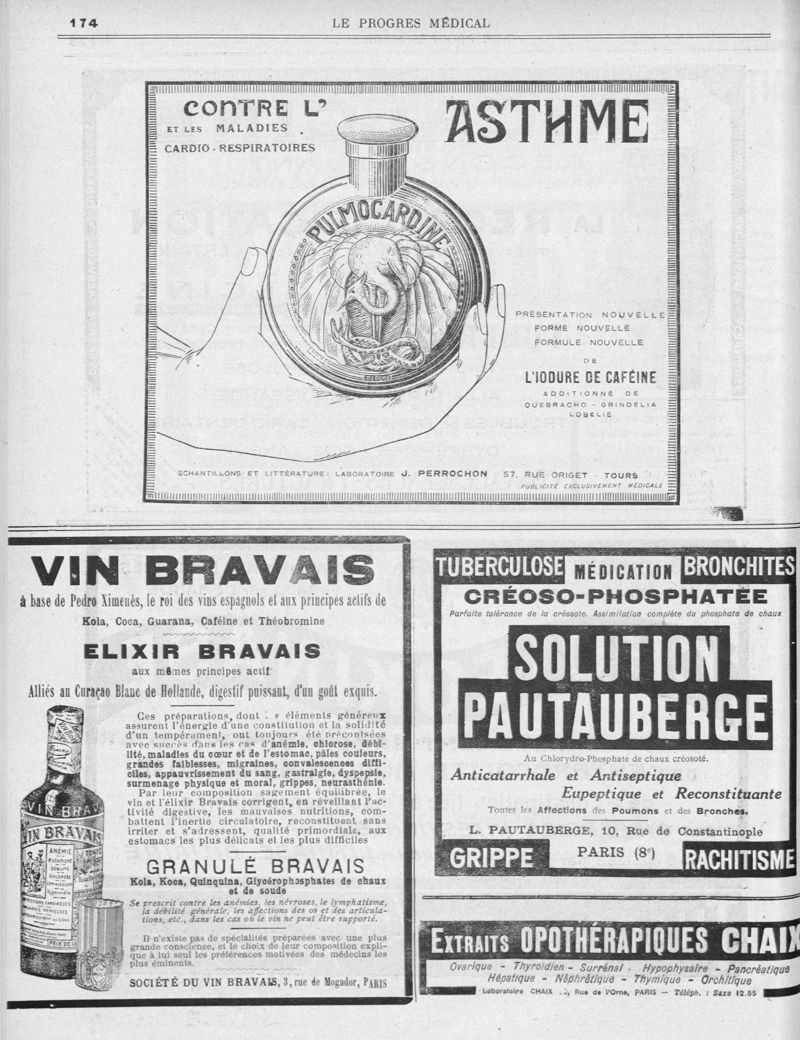 174
LE PROGRES MÉDICAL
CONTRE L'
ASTHME
ET LES MALADIES
CARDIO-RESPIRATOIRES
PULMOCARDINE
PRÉSENTATION NOUVELLE
FORME NOUVELLE
FORMULE NOUVELLE
DE
L'IODURE DE CAFÉINE
ADDITIONNÉ DE
QUEBRACHO - GRINDÉLIA
LOBÉLIE
ECHANTILLONS ET LITTÉRATURE: LABORATOIRE J. PERROCHON - 57, RUE ORIGET - TOURS
PUBLICITÉ EXCLUSIVEMENT MÉDICALE
VIN BRAVAIS
à base de Pedro Ximenès, le roi des vins espagnols et aux principes actifs de
Kola, Coca, Guarana, Caféine et Théobromine
ELIXIR BRAVAIS
aux mêmes principes actif
Alliés au Curaçao Blanc de Hollande, digestif puissant, d'un goût exquis.
Ces préparations, dont : s éléments généreux
assurent l'énergie d'une constitution et la solidité
d'un tempérament, ont toujours été préconisées
avec succès dans les cas d'anémie, chlorose, débi-
lité, maladies du cœur et de l'estomac, pâles couleurs,
grandes faiblesses, migraines, convalescences diffi-
ciles, appauvrissement du sang, gastralgie, dyspepsie,
surmenage physique et moral, grippes, neurasthénie.
Par leur composition sagement équilibrée, le
vin et l'élixir Bravais corrigent, en réveillant l'ac-
tivité digestive, les mauvaises nutritions, com-
battent l'inertie circulatoire, reconstituent sans
irriter et s'adressent, qualité primordiale, aux
estomacs les plus délicats et les plus difficiles
VIN BRAV
VIN BRAVAIS
ANÉMIE
GRANULÉ BRAVAIS
Kola, Koca, Quinquina, Glycérophosphates de chaux
et de soude
Se prescrit contre les anémies, les névroses, le lymphatisme,
la débilité générale, les affections des os et des articula-
tions, etc., dans les cas où le vin ne peut être supporté.
Il n'existe pas de spécialités préparées avec une plus
grande conscience, et le choix de leur composition expli-
que à lui seul les préférences motivées des médecins les
plus éminents.
SOCIÉTÉ DU VIN BRAVAIS, 3, rue de Mogador, PARIS
TUBERCULOSE MÉDICATION BRONCHITES
CRÉOSO-PHOSPHATÉE
Parfaite tolérance de la créosote. Assimilation complète du phosphate de chaux
SOLUTION
PAUTAUBERGE
Au Chlorydro-Phosphate de chaux créosoté.
Anticatarrhale et Antiseptique
Eupeptique et Reconstituante
Toutes les Affections des Poumons et des Bronches.
L. PAUTAUBERGE, 10, Rue de Constantinople
GRIPPE PARIS (8e) RACHITISME
EXTRAITS OPOTHÉRAPIQUES CHAIX
Ovarique - Thyroïdien - Surrénal - Hypophysaire - Pancréatique
Hépatique - Néphrétique - Thymique - Orchitique
Laboratoire CHAIX Rue de l'Orne, PARIS - Téléph. : Saxe 12.55